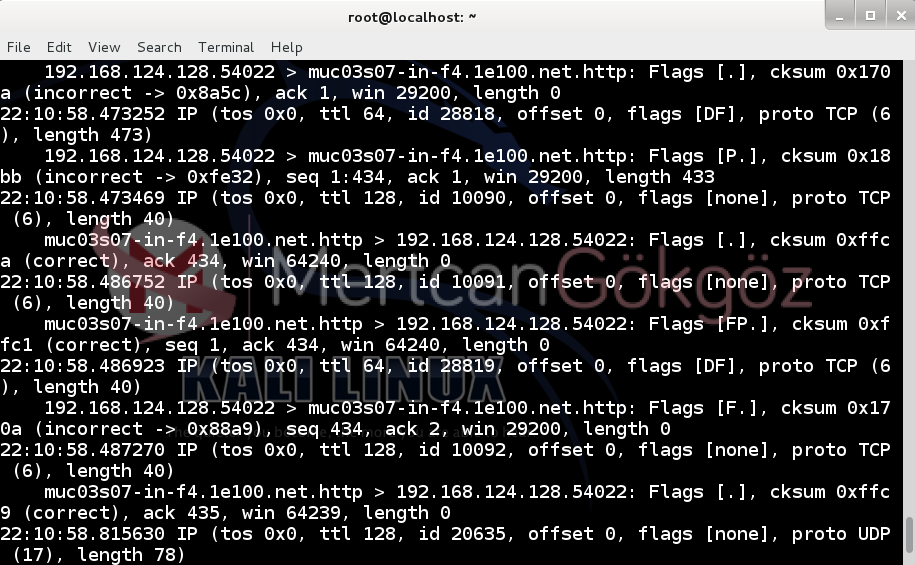 root@localhost: ~
File Edit View Search Terminal Help
    192.168.124.128.54022 > muc03s07-in-f4.1e100.net.http: Flags [.], cksum 0x170
a (incorrect -> 0x8a5c), ack 1, win 29200, length 0
22:10:58.473252 IP (tos 0x0, ttl 64, id 28818, offset 0, flags [DF], proto TCP (6
), length 473)
    192.168.124.128.54022 > muc03s07-in-f4.1e100.net.http: Flags [P.], cksum 0x18
bb (incorrect -> 0xfe32), seq 1:434, ack 1, win 29200, length 433
22:10:58.473469 IP (tos 0x0, ttl 128, id 10090, offset 0, flags [none], proto TCP
 (6), length 40)
    muc03s07-in-f4.1e100.net.http > 192.168.124.128.54022: Flags [.], cksum 0xffc
a (correct), ack 434, win 64240, length 0
22:10:58.486752 IP (tos 0x0, ttl 128, id 10091, offset 0, flags [none], proto TCP
 (6), length 40)
    muc03s07-in-f4.1e100.net.http > 192.168.124.128.54022: Flags [FP.], cksum 0xf
fc1 (correct), seq 1, ack 434, win 64240, length 0
22:10:58.486923 IP (tos 0x0, ttl 64, id 28819, offset 0, flags [DF], proto TCP (6
), length 40)
    192.168.124.128.54022 > muc03s07-in-f4.1e100.net.http: Flags [F.], cksum 0x17
0a (incorrect -> 0x88a9), seq 434, ack 2, win 29200, length 0
22:10:58.487270 IP (tos 0x0, ttl 128, id 10092, offset 0, flags [none], proto TCP
 (6), length 40)
    muc03s07-in-f4.1e100.net.http > 192.168.124.128.54022: Flags [.], cksum 0xffc
9 (correct), ack 435, win 64239, length 0
22:10:58.815630 IP (tos 0x0, ttl 128, id 20635, offset 0, flags [none], proto UDP
 (17), length 78)
MertcanGökgöz
KALI LINUX